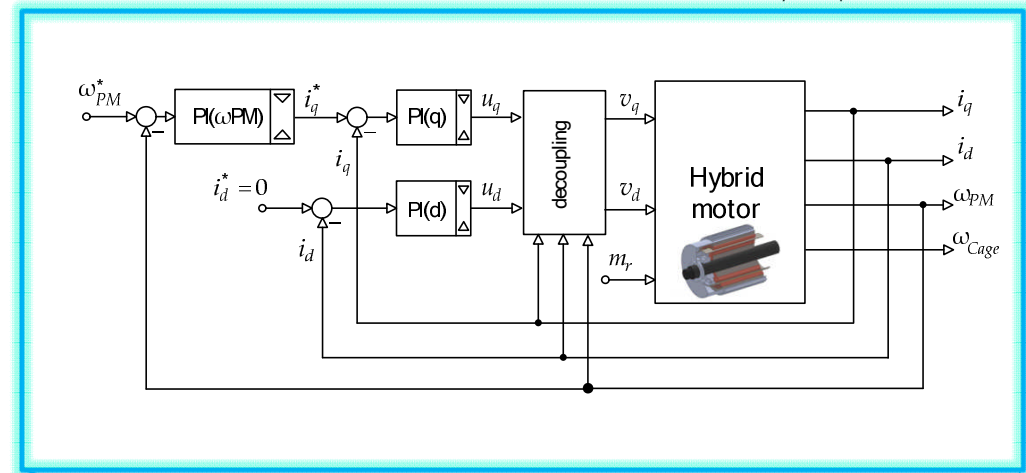 ω*PM
PI(ωPM)
i*q
PI(q)
uq
decoupling
vq
iq
iq
i*d = 0
PI(d)
ud
vd
id
Hybrid
motor
id
ωPM
ωCage
mr